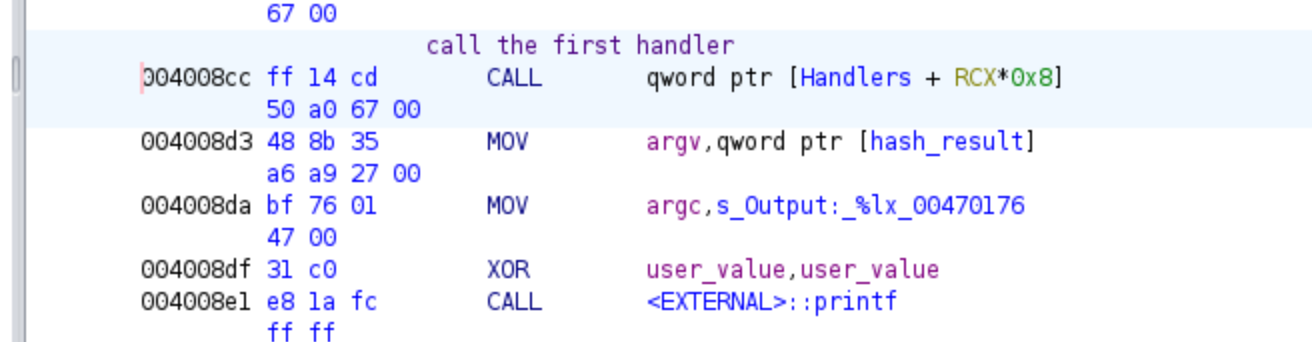 67 00
call the first handler
004008cc ff 14 cd CALL qword ptr [Handlers + RCX*0x8]
50 a0 67 00
004008d3 48 8b 35 MOV argv,qword ptr [hash_result]
a6 a9 27 00
004008da bf 76 01 MOV argc,s_Output:_%lx_00470176
47 00
004008df 31 c0 XOR user_value,user_value
004008e1 e8 1a fc CALL <EXTERNAL>::printf
ff ff